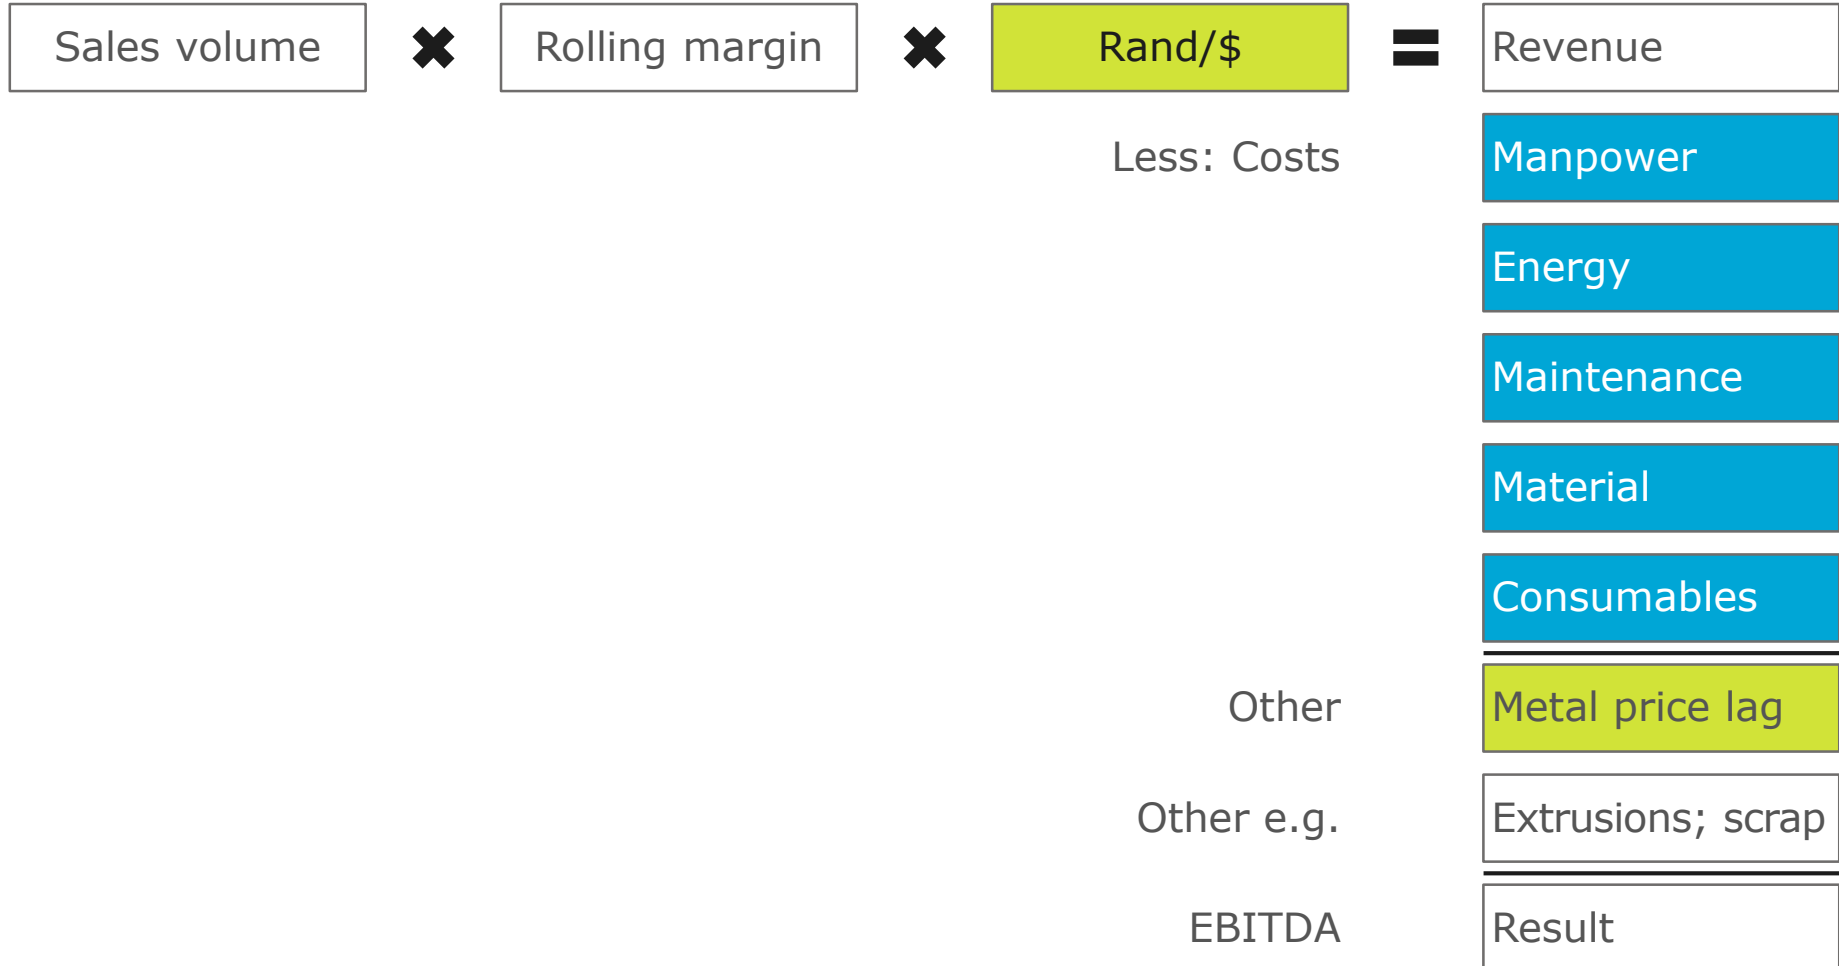 Sales volume ✖ Rolling margin ✖ Rand/$ = Revenue
Less: Costs Manpower
Energy
Maintenance
Material
Consumables
Other Metal price lag
Other e.g. Extrusions; scrap
EBITDA Result